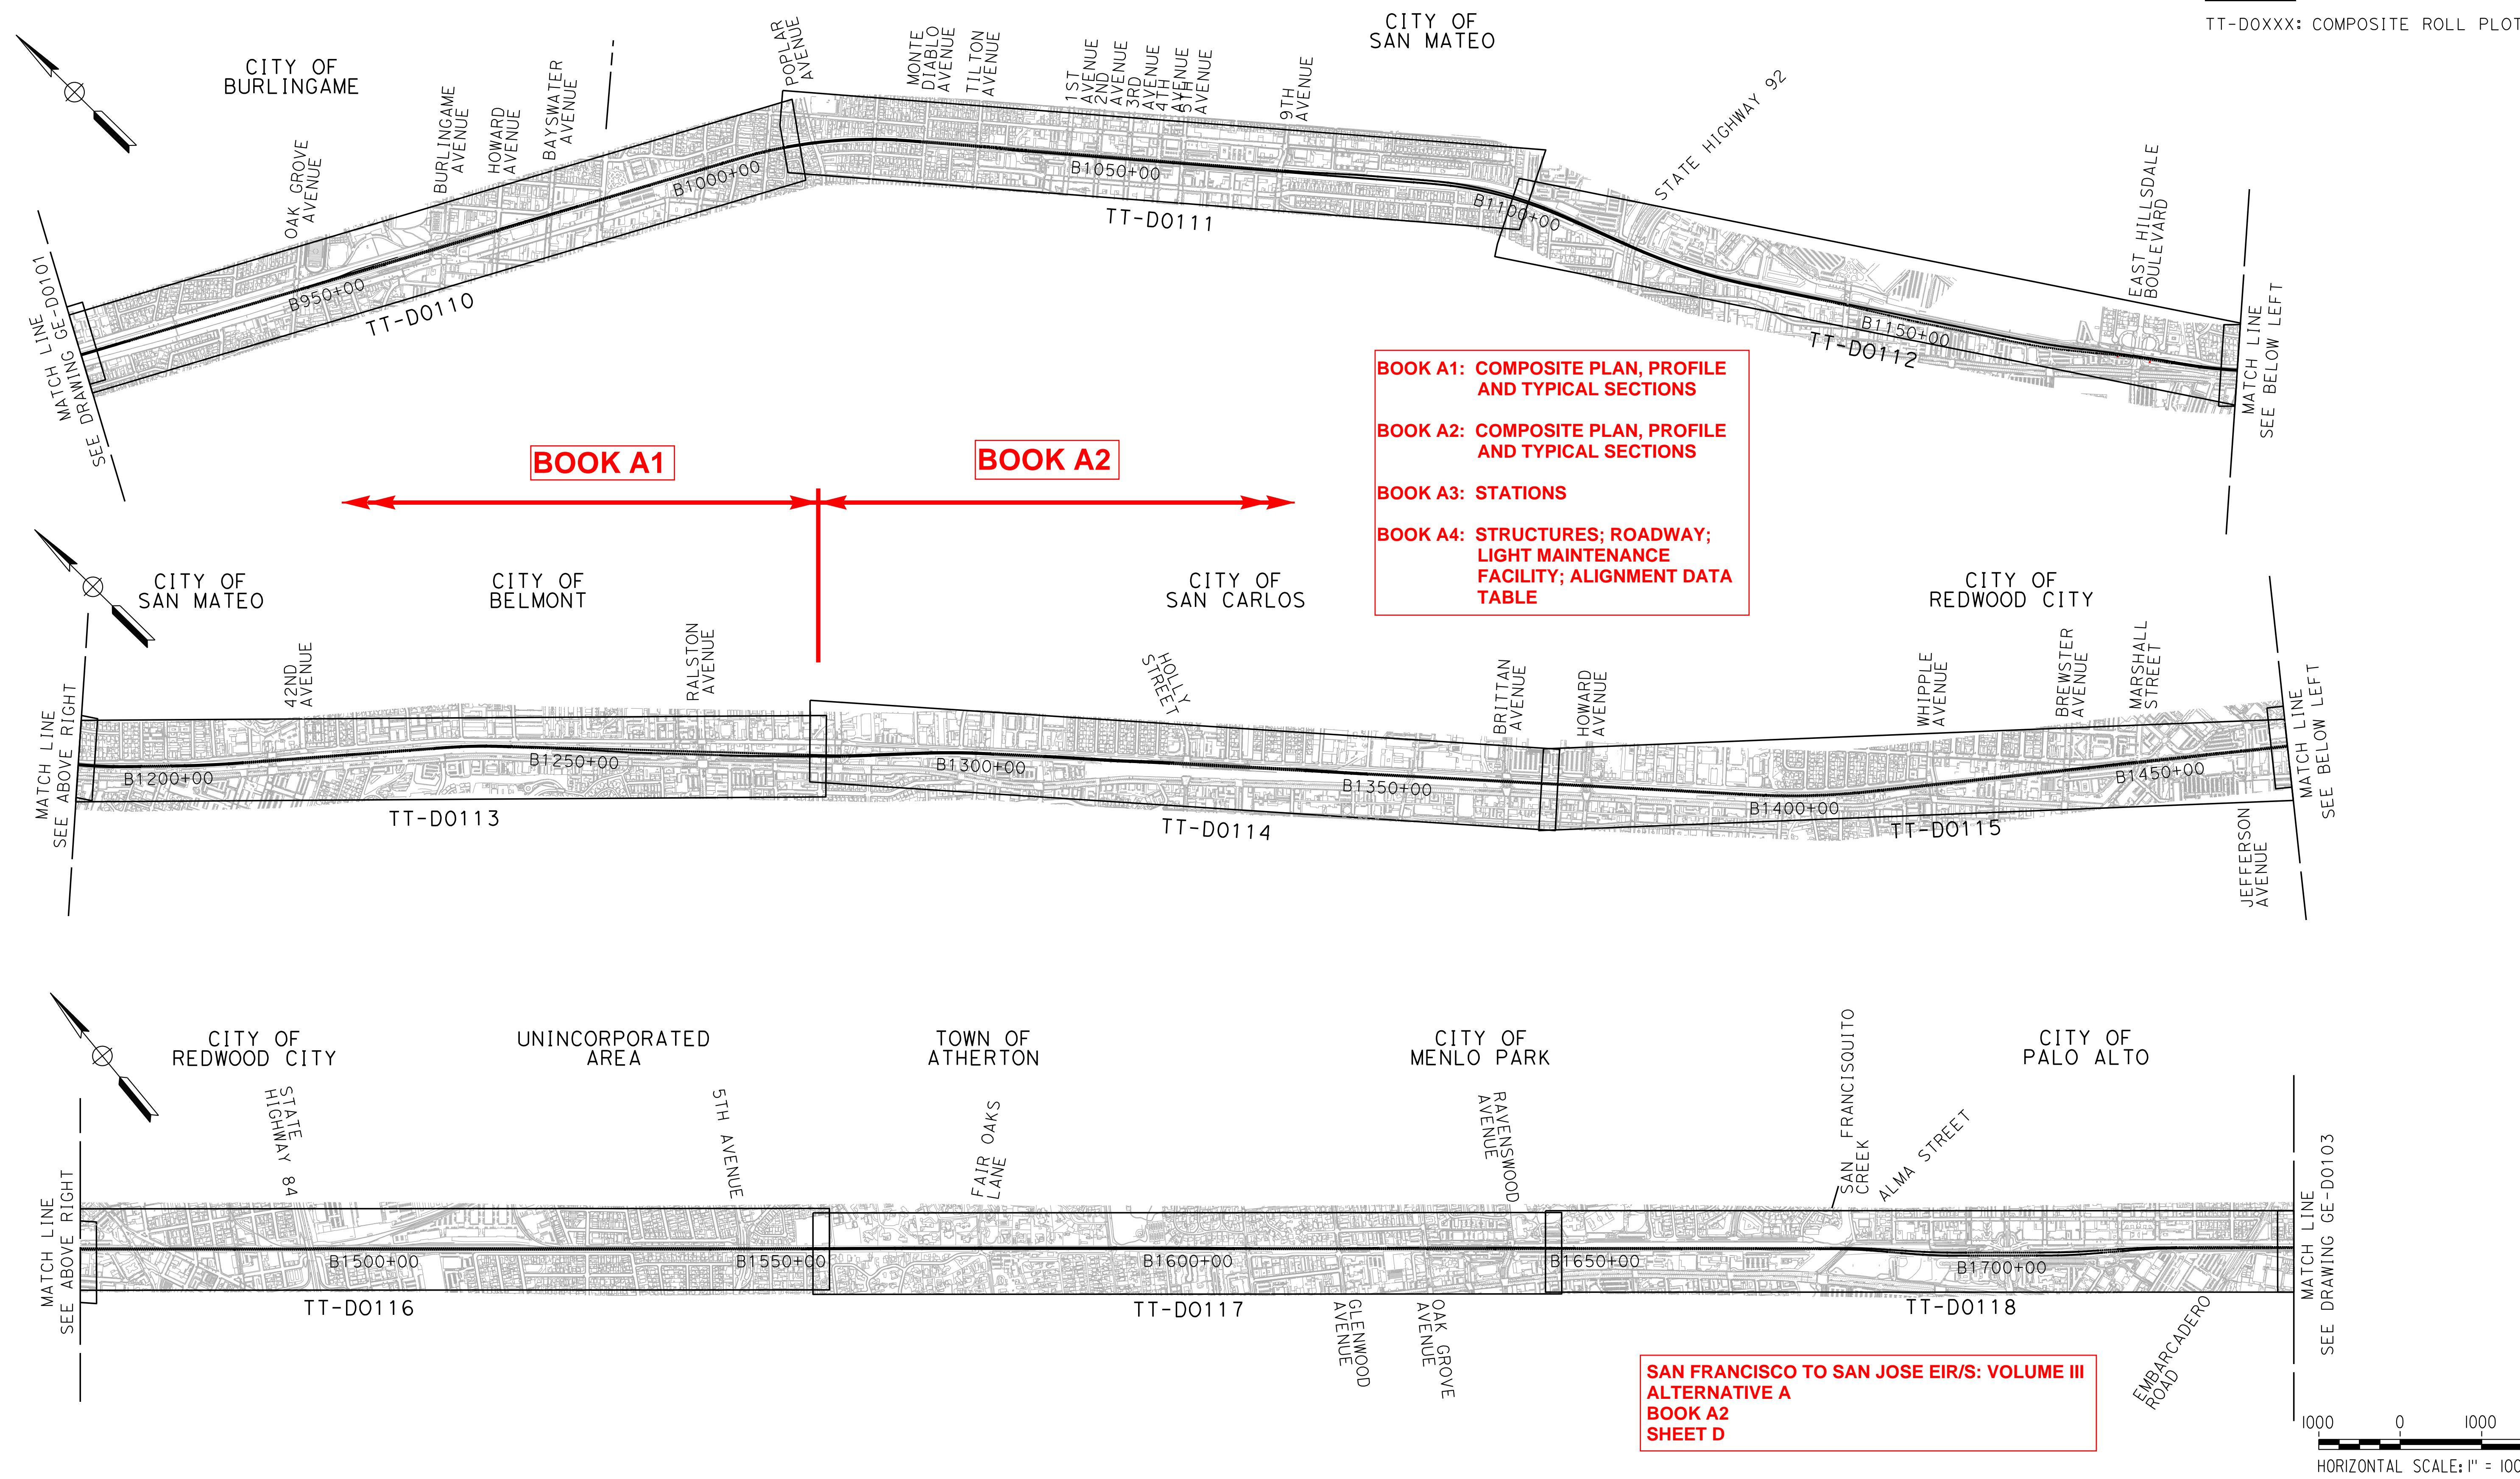 TT-D0XXX: COMPOSITE ROLL PLOT
CITY OF
BURLINGAME
CITY OF
SAN MATEO
OAK GROVE
AVENUE
BURLINGAME
AVENUE
HOWARD
AVENUE
BAYSWATER
AVENUE
POPLAR
AVENUE
MONTE
DIABLO
AVENUE
TILTON
AVENUE
1ST
AVENUE
2ND
AVENUE
3RD
AVENUE
4TH
AVENUE
5TH
AVENUE
9TH
AVENUE
STATE HIGHWAY 92
EAST HILLSDALE
BOULEVARD
MATCH LINE
SEE DRAWING GE-D0101
B950+00
TT-D0110
B1000+00
B1050+00
TT-D0111
B1100+00
B1150+00
TT-D0112
MATCH LINE
SEE BELOW LEFT
BOOK A1: COMPOSITE PLAN, PROFILE
AND TYPICAL SECTIONS
BOOK A2: COMPOSITE PLAN, PROFILE
AND TYPICAL SECTIONS
BOOK A3: STATIONS
BOOK A4: STRUCTURES; ROADWAY;
LIGHT MAINTENANCE
FACILITY; ALIGNMENT DATA
TABLE
BOOK A1
BOOK A2
CITY OF
SAN MATEO
CITY OF
BELMONT
CITY OF
SAN CARLOS
CITY OF
REDWOOD CITY
42ND
AVENUE
RALSTON
AVENUE
HOLLY
STREET
BRITTAN
AVENUE
HOWARD
AVENUE
WHIPPLE
AVENUE
BREWSTER
AVENUE
MARSHALL
STREET
JEFFERSON
AVENUE
MATCH LINE
SEE ABOVE RIGHT
B1200+00
TT-D0113
B1250+00
B1300+00
TT-D0114
B1350+00
B1400+00
TT-D0115
B1450+00
MATCH LINE
SEE BELOW LEFT
CITY OF
REDWOOD CITY
UNINCORPORATED
AREA
TOWN OF
ATHERTON
CITY OF
MENLO PARK
CITY OF
PALO ALTO
STATE
HIGHWAY 84
5TH AVENUE
FAIR OAKS
LANE
RAVENSWOOD
AVENUE
SAN FRANCISQUITO
CREEK
ALMA STREET
MATCH LINE
SEE ABOVE RIGHT
B1500+00
TT-D0116
B1550+00
B1600+00
TT-D0117
B1650+00
B1700+00
TT-D0118
GLENWOOD
AVENUE
OAK GROVE
AVENUE
EMBARCADERO
ROAD
MATCH LINE
SEE DRAWING GE-D0103
SAN FRANCISCO TO SAN JOSE EIR/S: VOLUME III
ALTERNATIVE A
BOOK A2
SHEET D
1000 0 1000
HORIZONTAL SCALE: 1" = 100